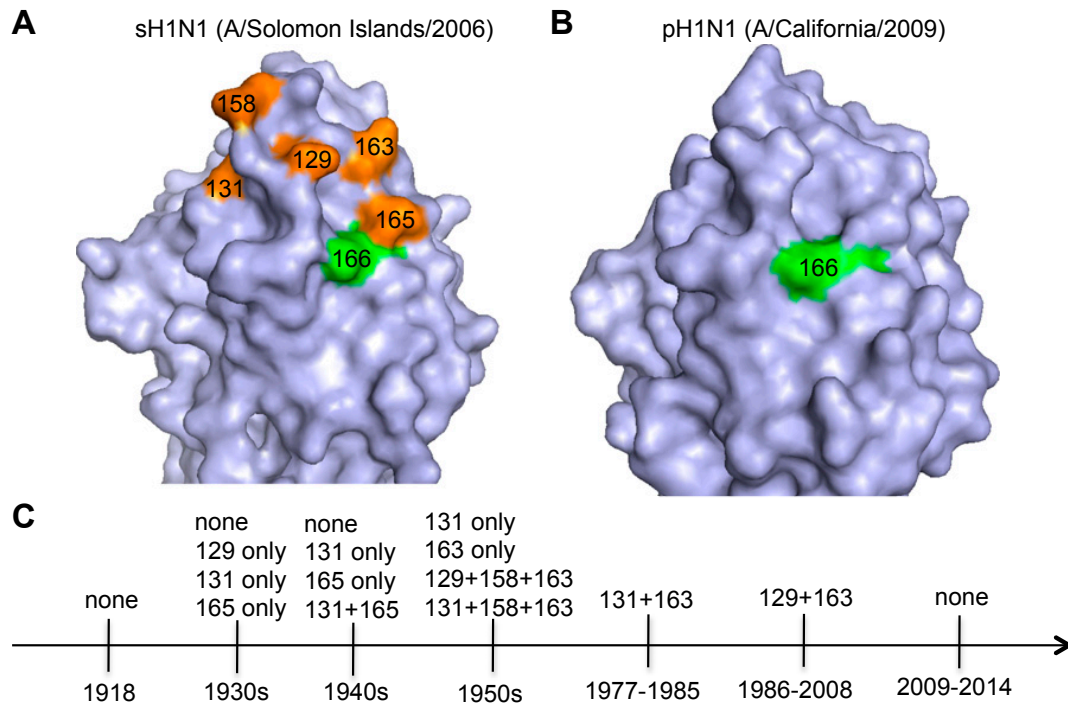 A
sH1N1 (A/Solomon Islands/2006)
B
pH1N1 (A/California/2009)
158
129
163
131
165
166
166
C
none
none
129 only
131 only
165 only
none
131 only
165 only
131+165
131 only
163 only
129+158+163
131+158+163
131+163
129+163
none
1918
1930s
1940s
1950s
1977-1985
1986-2008
2009-2014